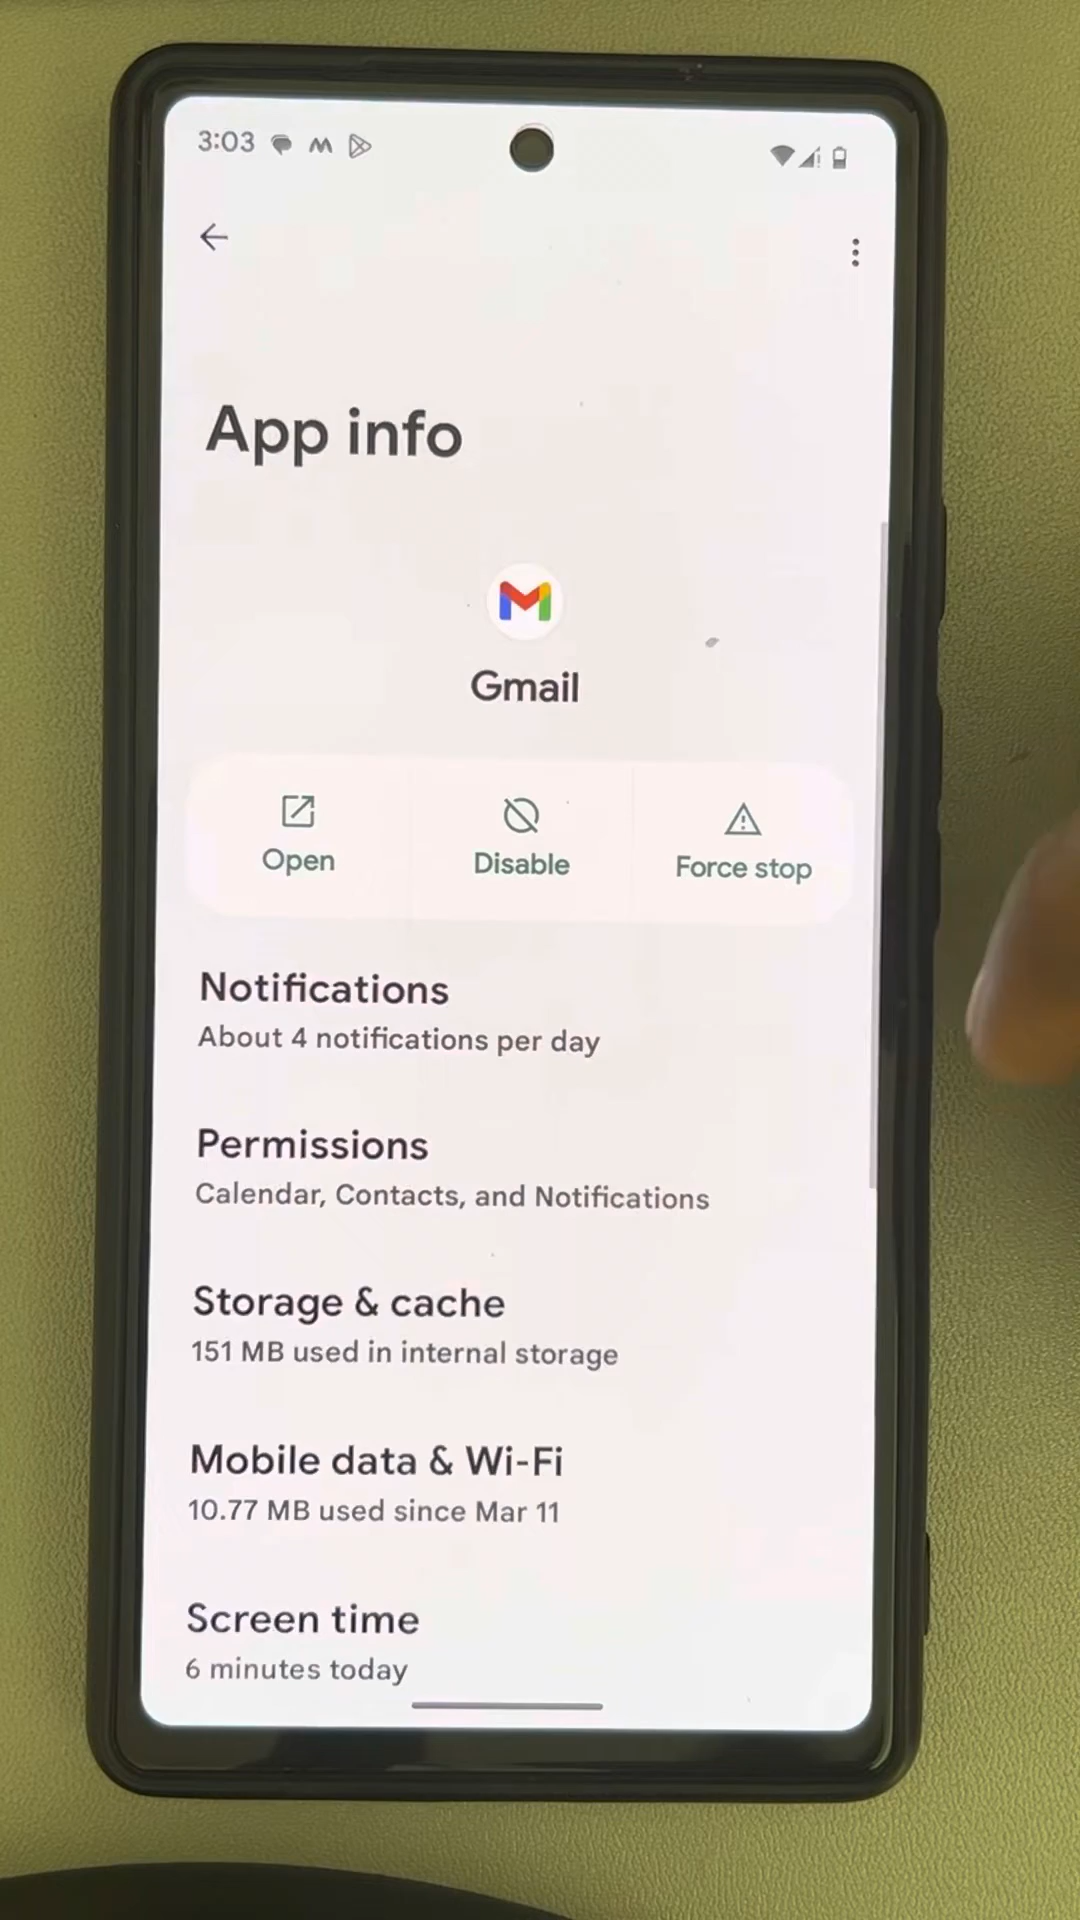 3:03
App info
Gmail
Open
Disable
Force stop
Notifications
About 4 notifications per day
Permissions
Calendar, Contacts, and Notifications
Storage & cache
151 MB used in internal storage
Mobile data & Wi-Fi
10.77 MB used since Mar 11
Screen time
6 minutes today